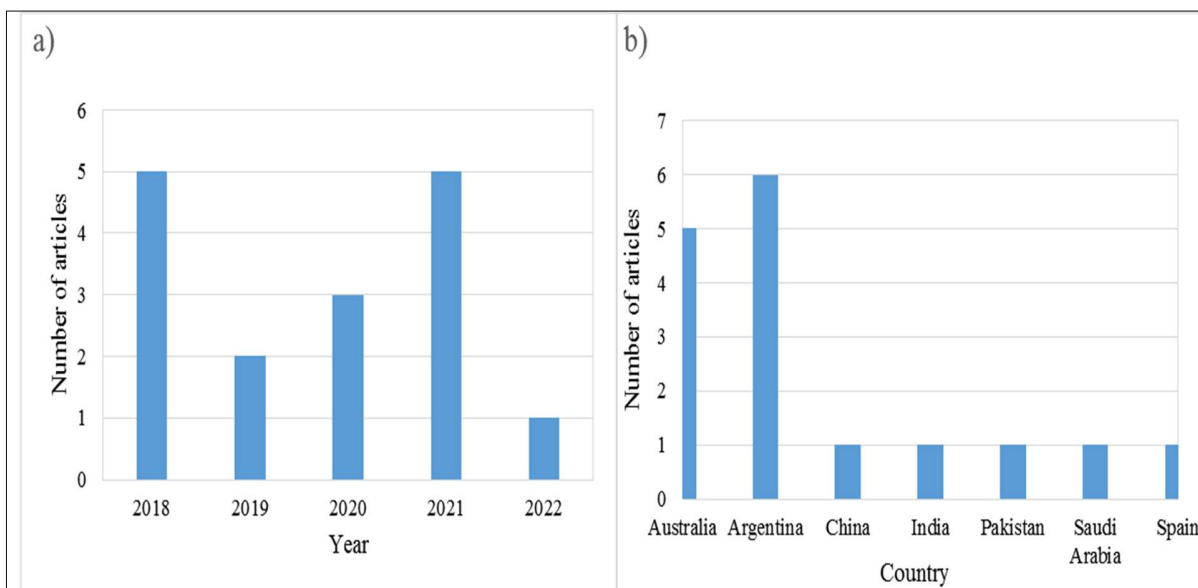 a)
6
5
4
3
2
1
0
Number of articles
2018 2019 2020 2021 2022
Year
b)
7
6
5
4
3
2
1
0
Number of articles
Australia Argentina China India Pakistan Saudi Spain
Arabia
Country